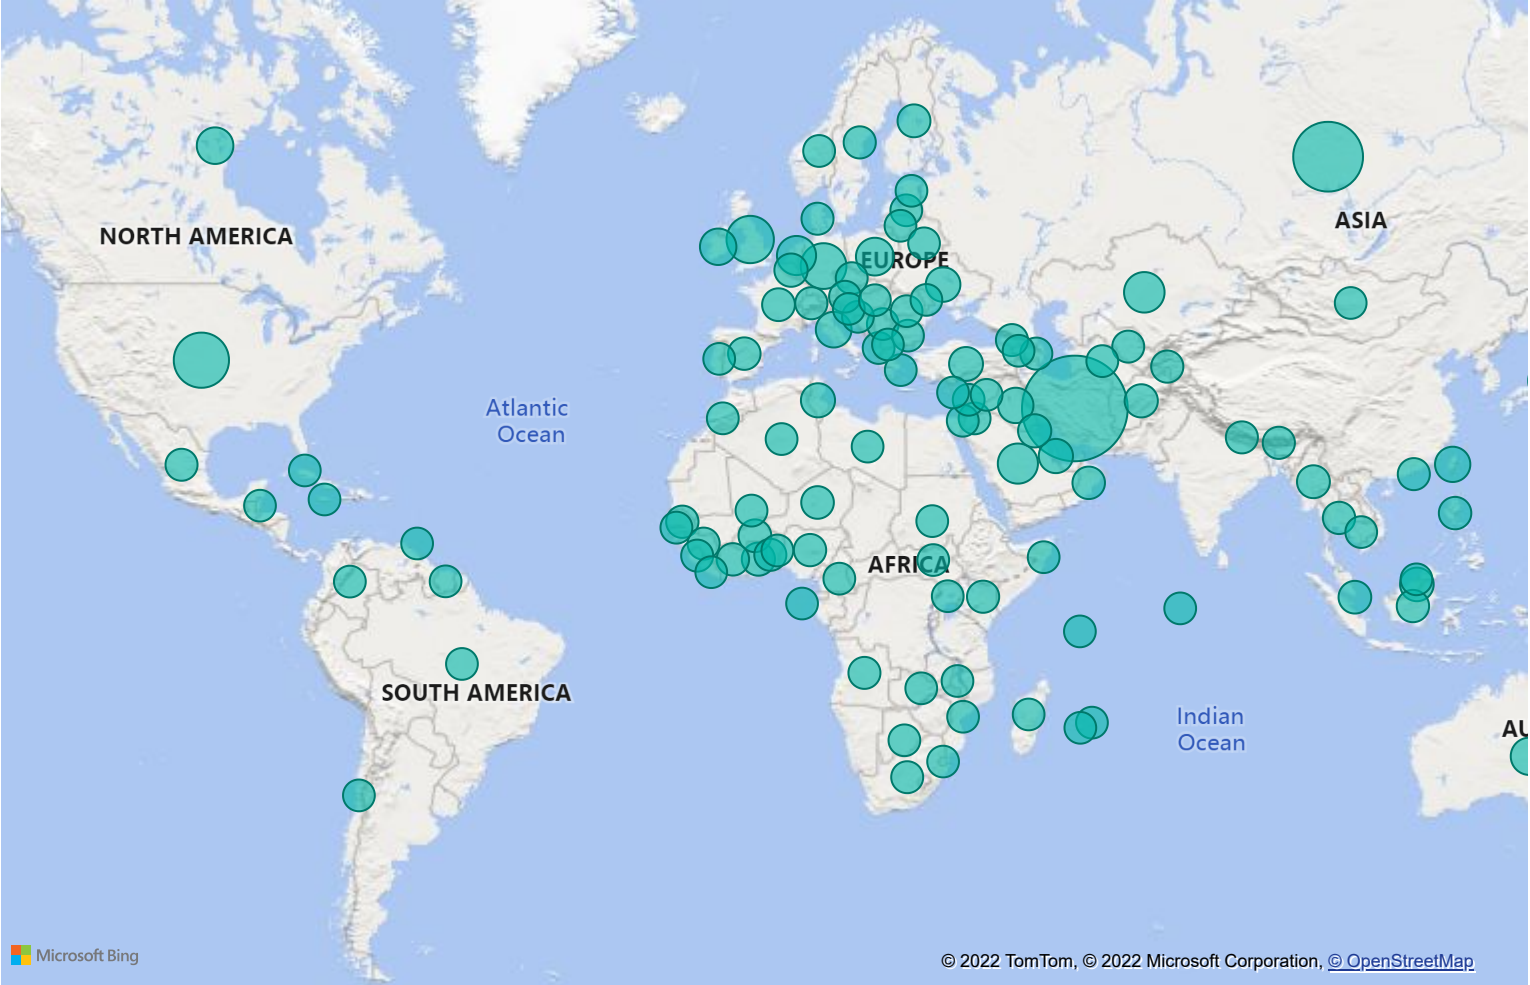 ASIA
NORTH AMERICA
EUROPE
Atlantic
Ocean
AFRICA
SOUTH AMERICA
Indian
Ocean
AU
Microsoft Bing
© 2022 TomTom, © 2022 Microsoft Corporation, © OpenStreetMap